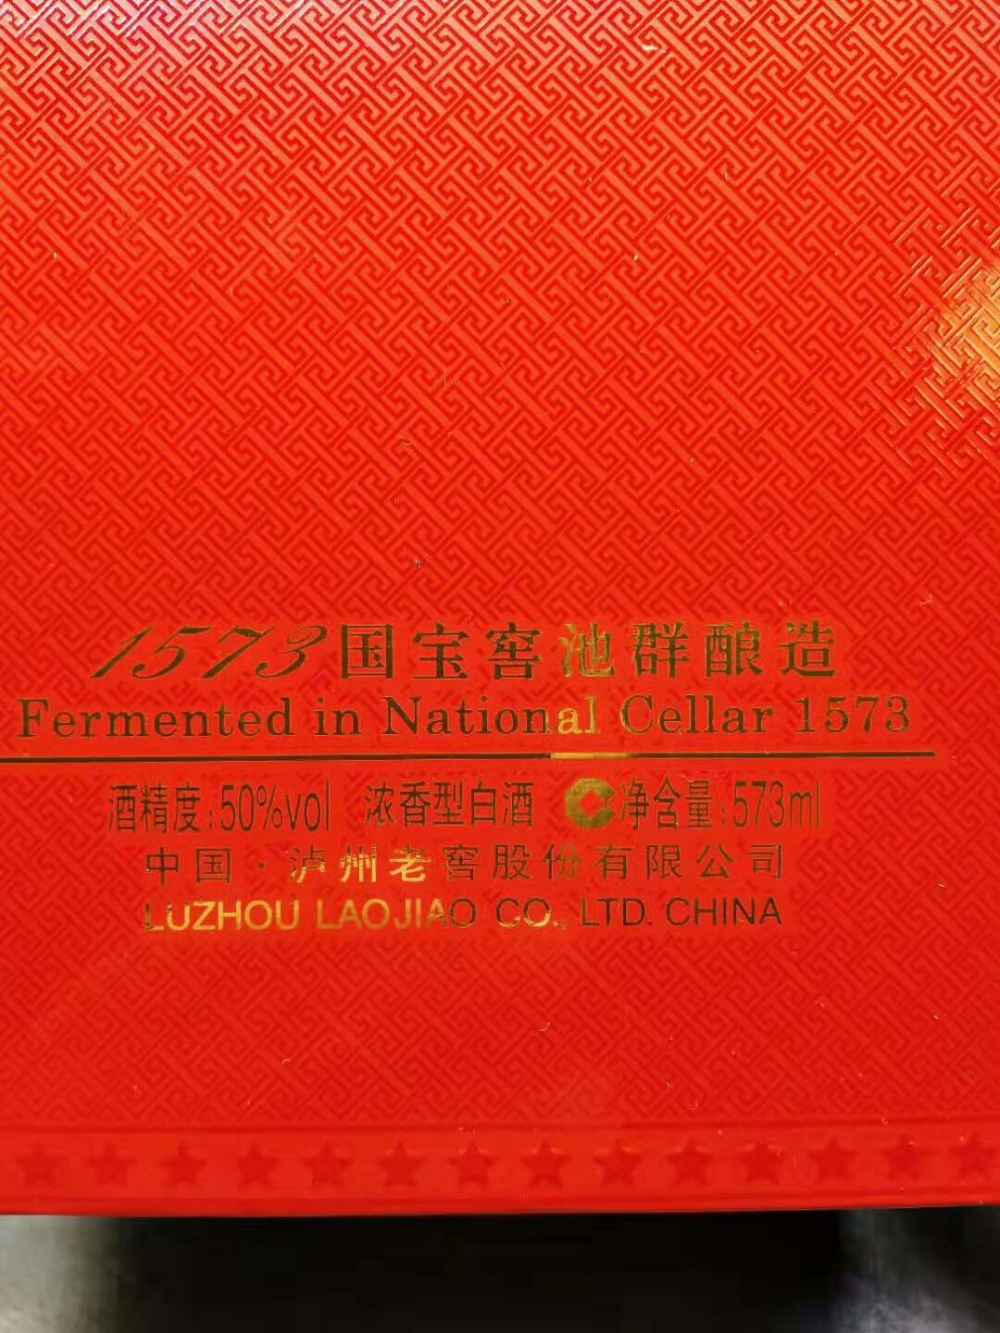 1573国宝窖池群酿造
Fermented in National Cellar 1573
酒精度:50%vol 浓香型白酒 净含量:573ml
中国·泸州老窖股份有限公司
LUZHOU LAOJIAO CO., LTD. CHINA